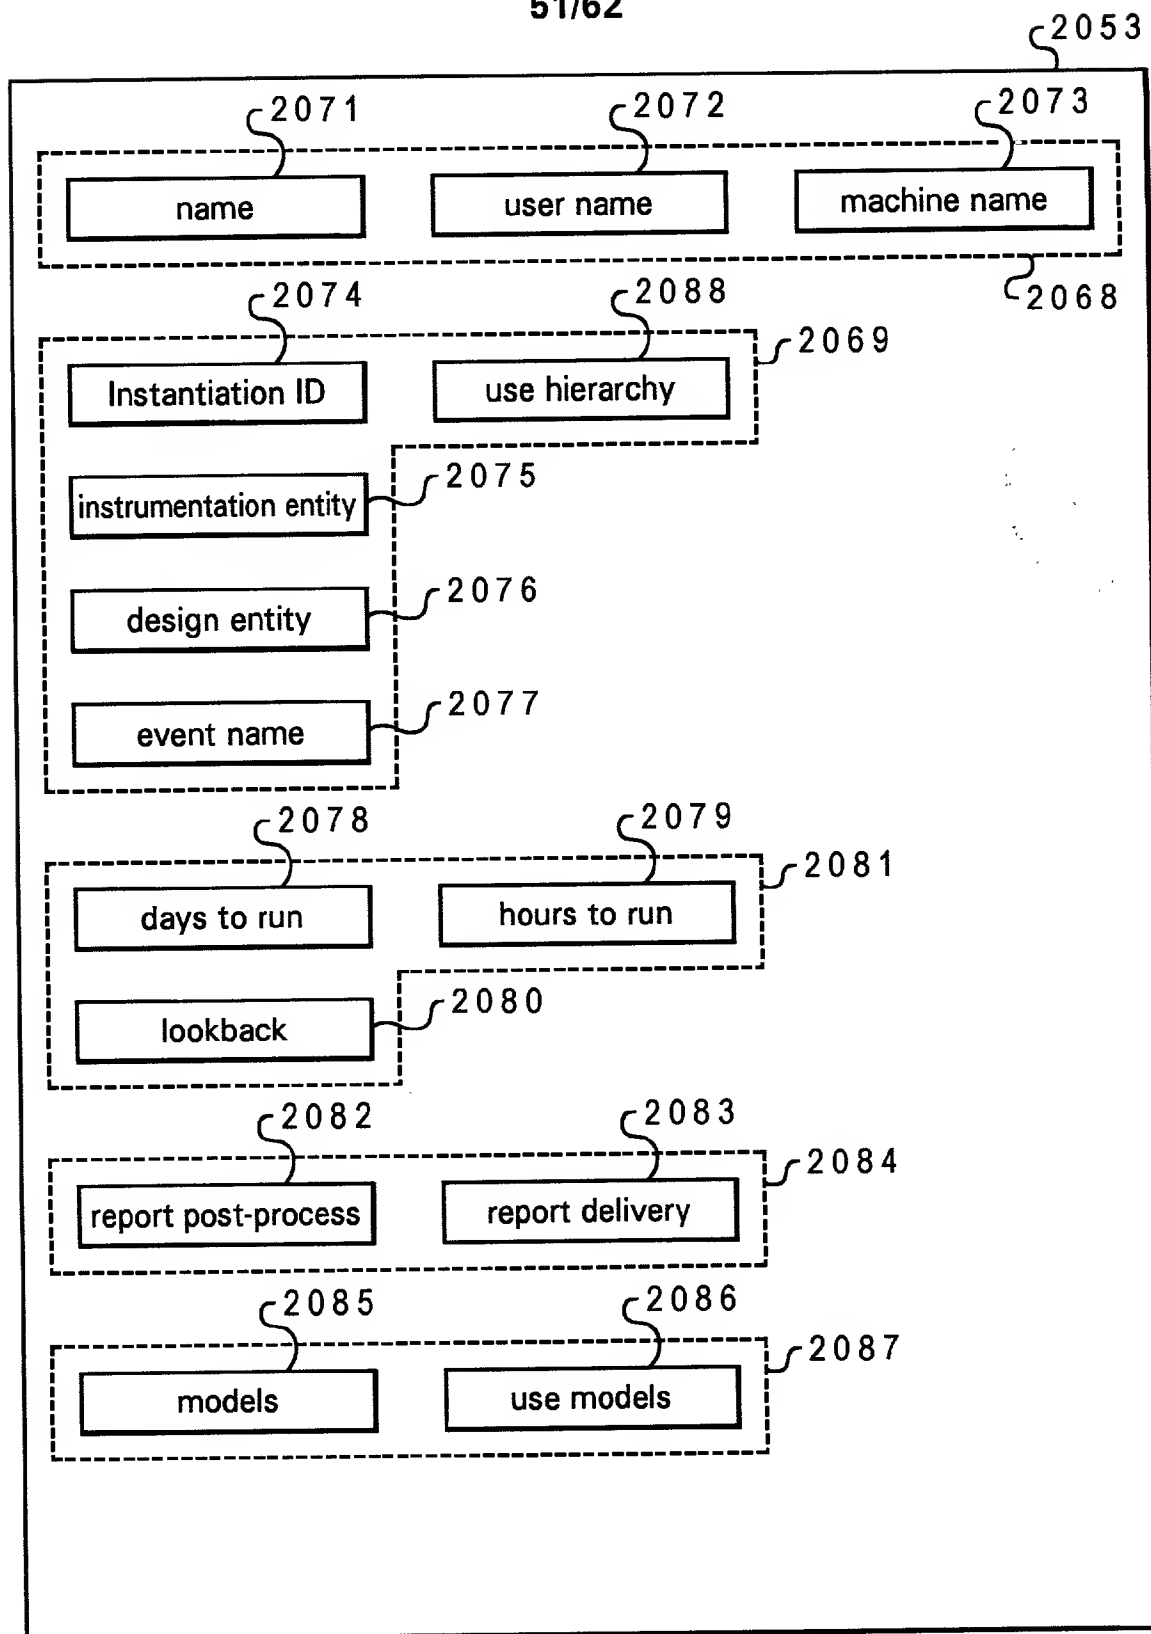 51/62
2053
2071 2072 2073
name user name machine name
2068
2074 2088
2069
Instantiation ID use hierarchy
2075
instrumentation entity
2076
design entity
2077
event name
2078 2079
2081
days to run hours to run
2080
lookback
2082 2083
2084
report post-process report delivery
2085 2086
2087
models use models